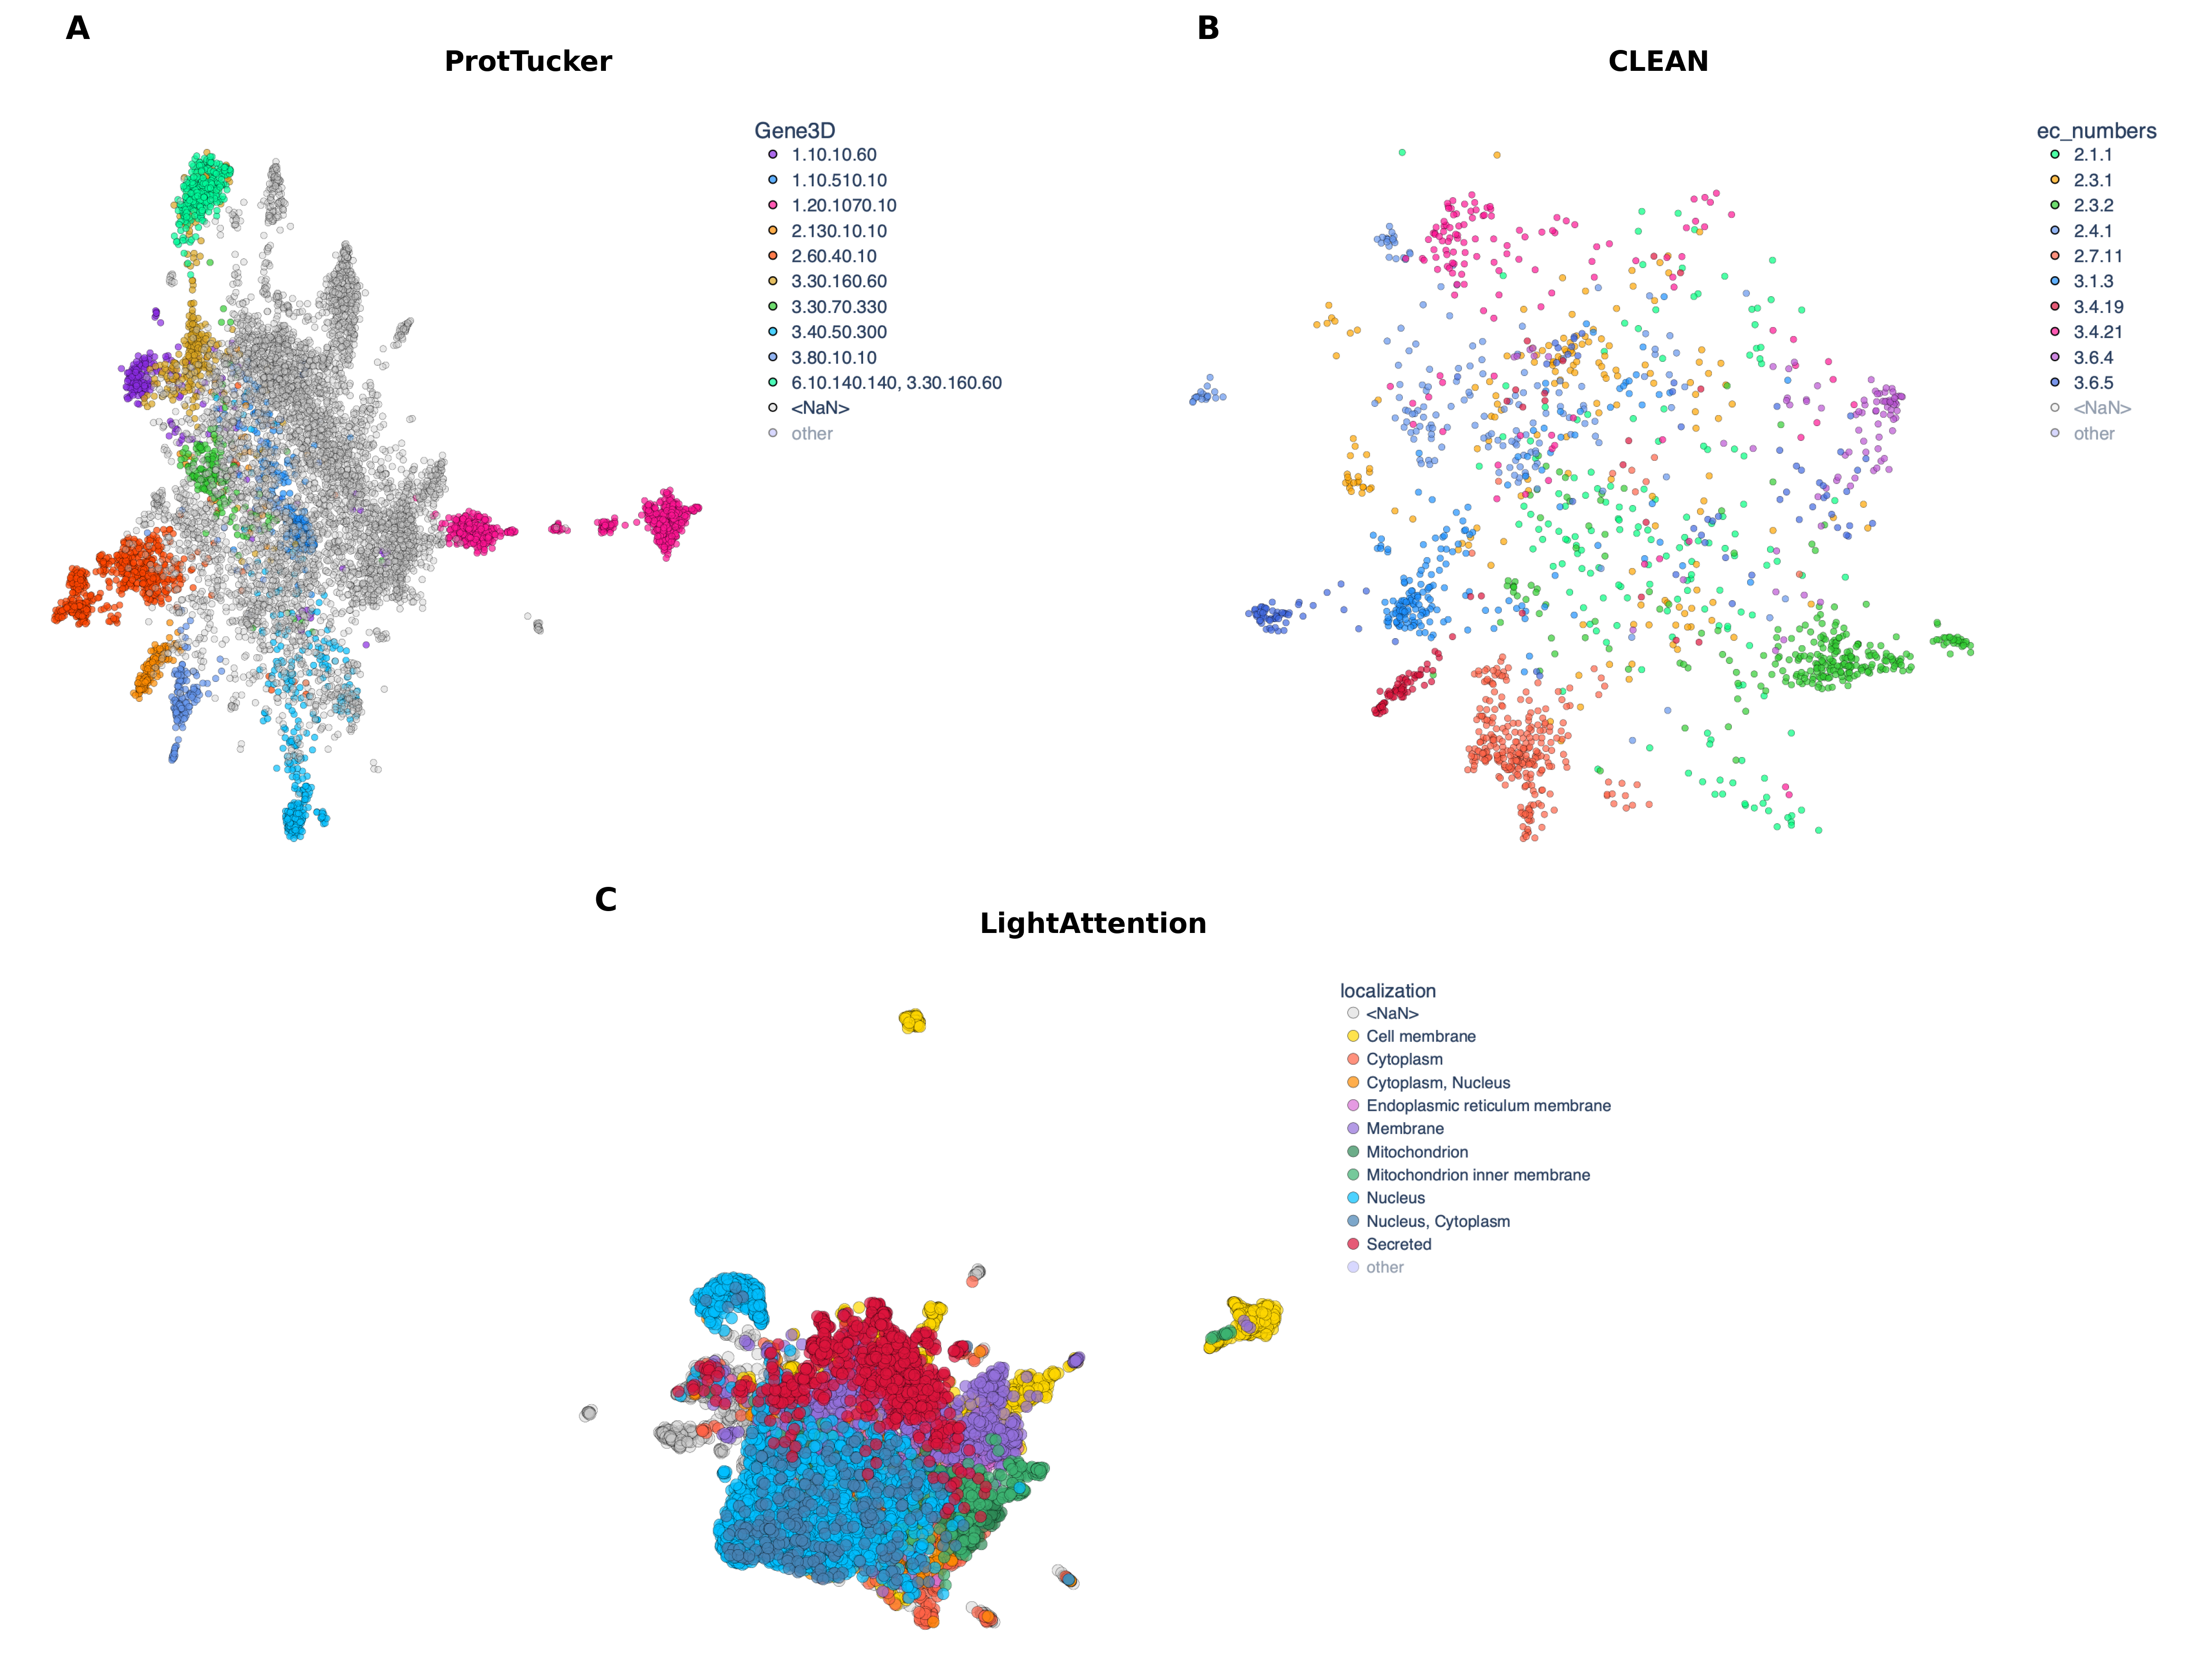 A
ProtTucker
Gene3D
1.10.10.60
1.10.510.10
1.20.1070.10
2.130.10.10
2.60.40.10
3.30.160.60
3.30.70.330
3.40.50.300
3.80.10.10
6.10.140.140, 3.30.160.60
<NaN>
other
B
CLEAN
ec_numbers
2.1.1
2.3.1
2.3.2
2.4.1
2.7.11
3.1.3
3.4.19
3.4.21
3.6.4
3.6.5
<NaN>
other
C
LightAttention
localization
<NaN>
Cell membrane
Cytoplasm
Cytoplasm, Nucleus
Endoplasmic reticulum membrane
Membrane
Mitochondrion
Mitochondrion inner membrane
Nucleus
Nucleus, Cytoplasm
Secreted
other